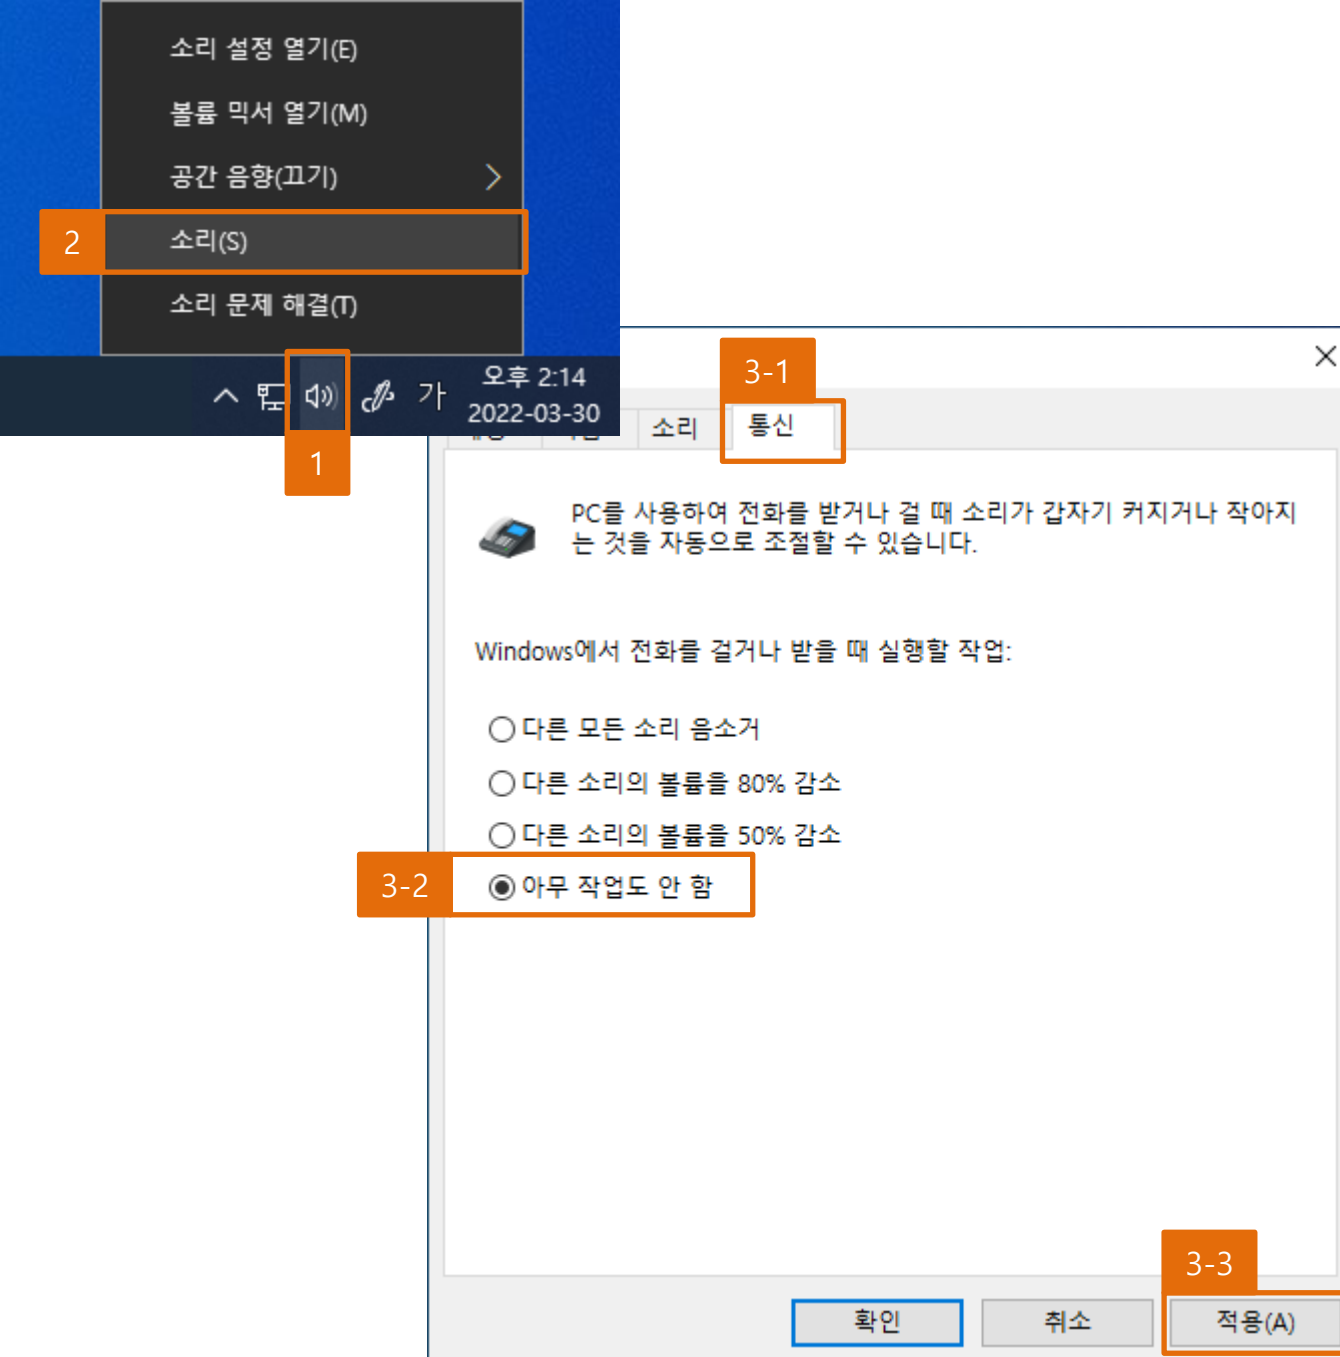 소리 설정 열기(E)
볼륨 믹서 열기(M)
공간 음향(끄기)
2
소리(S)
소리 문제 해결(T)
가
오후 2:14
2022-03-30
1
3-1
소리
통신
PC를 사용하여 전화를 받거나 걸 때 소리가 갑자기 커지거나 작아지
는 것을 자동으로 조절할 수 있습니다.
Windows에서 전화를 걸거나 받을 때 실행할 작업:
다른 모든 소리 음소거
다른 소리의 볼륨을 80% 감소
다른 소리의 볼륨을 50% 감소
3-2
아무 작업도 안 함
3-3
확인
취소
적용(A)